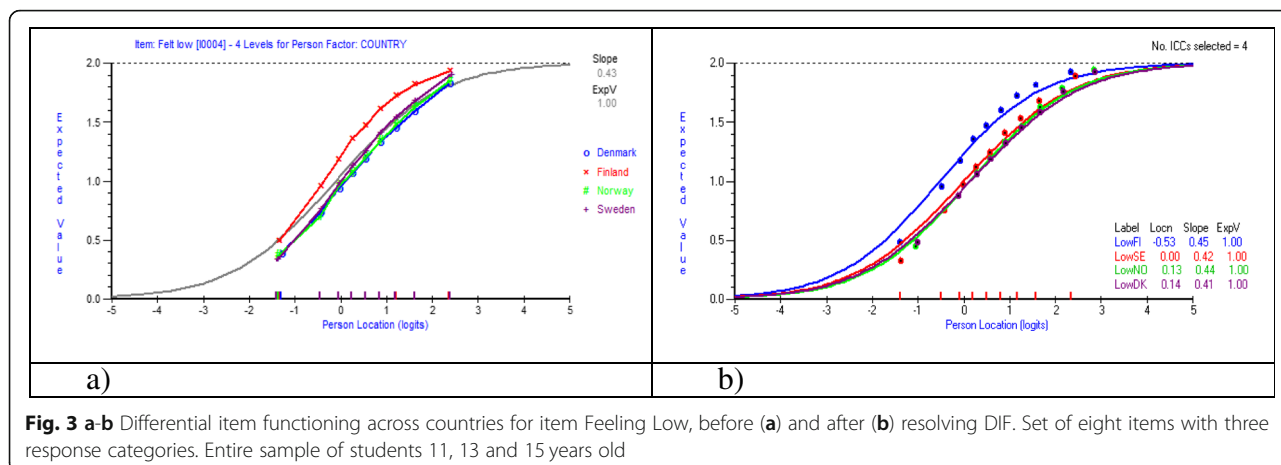 Item: Felt low [I0004] - 4 Levels for Person Factor: COUNTRY
Slope
0.43
ExpV
1.00
Expected Value
2.0
1.5
1.0
0.5
0.0
-5 -4 -3 -2 -1 0 1 2 3 4 5
Person Location (logits)
o Denmark
× Finland
# Norway
+ Sweden
a)
No. ICCs selected = 4
Expected Value
2.0
1.5
1.0
0.5
0.0
-5 -4 -3 -2 -1 0 1 2 3 4 5
Person Location (logits)
Label Locn Slope ExpV
LowFI -0.53 0.45 1.00
LowSE 0.00 0.42 1.00
LowNO 0.13 0.44 1.00
LowDK 0.14 0.41 1.00
b)
Fig. 3 a-b Differential item functioning across countries for item Feeling Low, before (a) and after (b) resolving DIF. Set of eight items with three
response categories. Entire sample of students 11, 13 and 15 years old